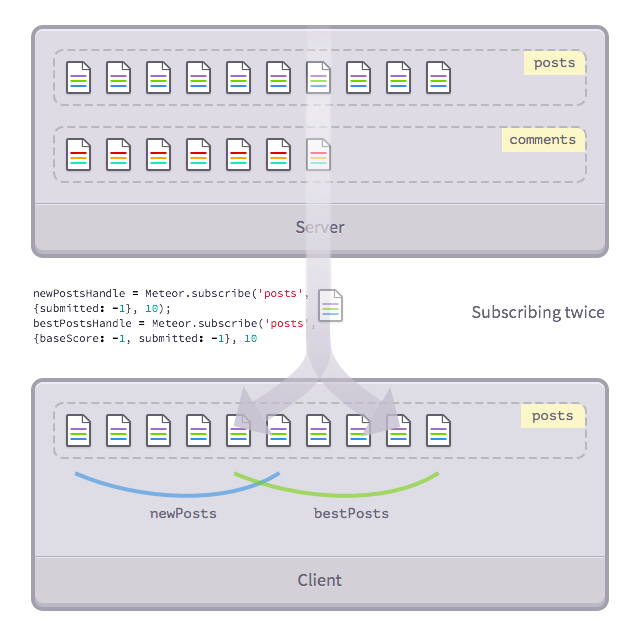 posts
comments
Server
newPostsHandle = Meteor.subscribe('posts',
{submitted: -1}, 10);
bestPostsHandle = Meteor.subscribe('posts',
{baseScore: -1, submitted: -1}, 10
Subscribing twice
posts
newPosts
bestPosts
Client